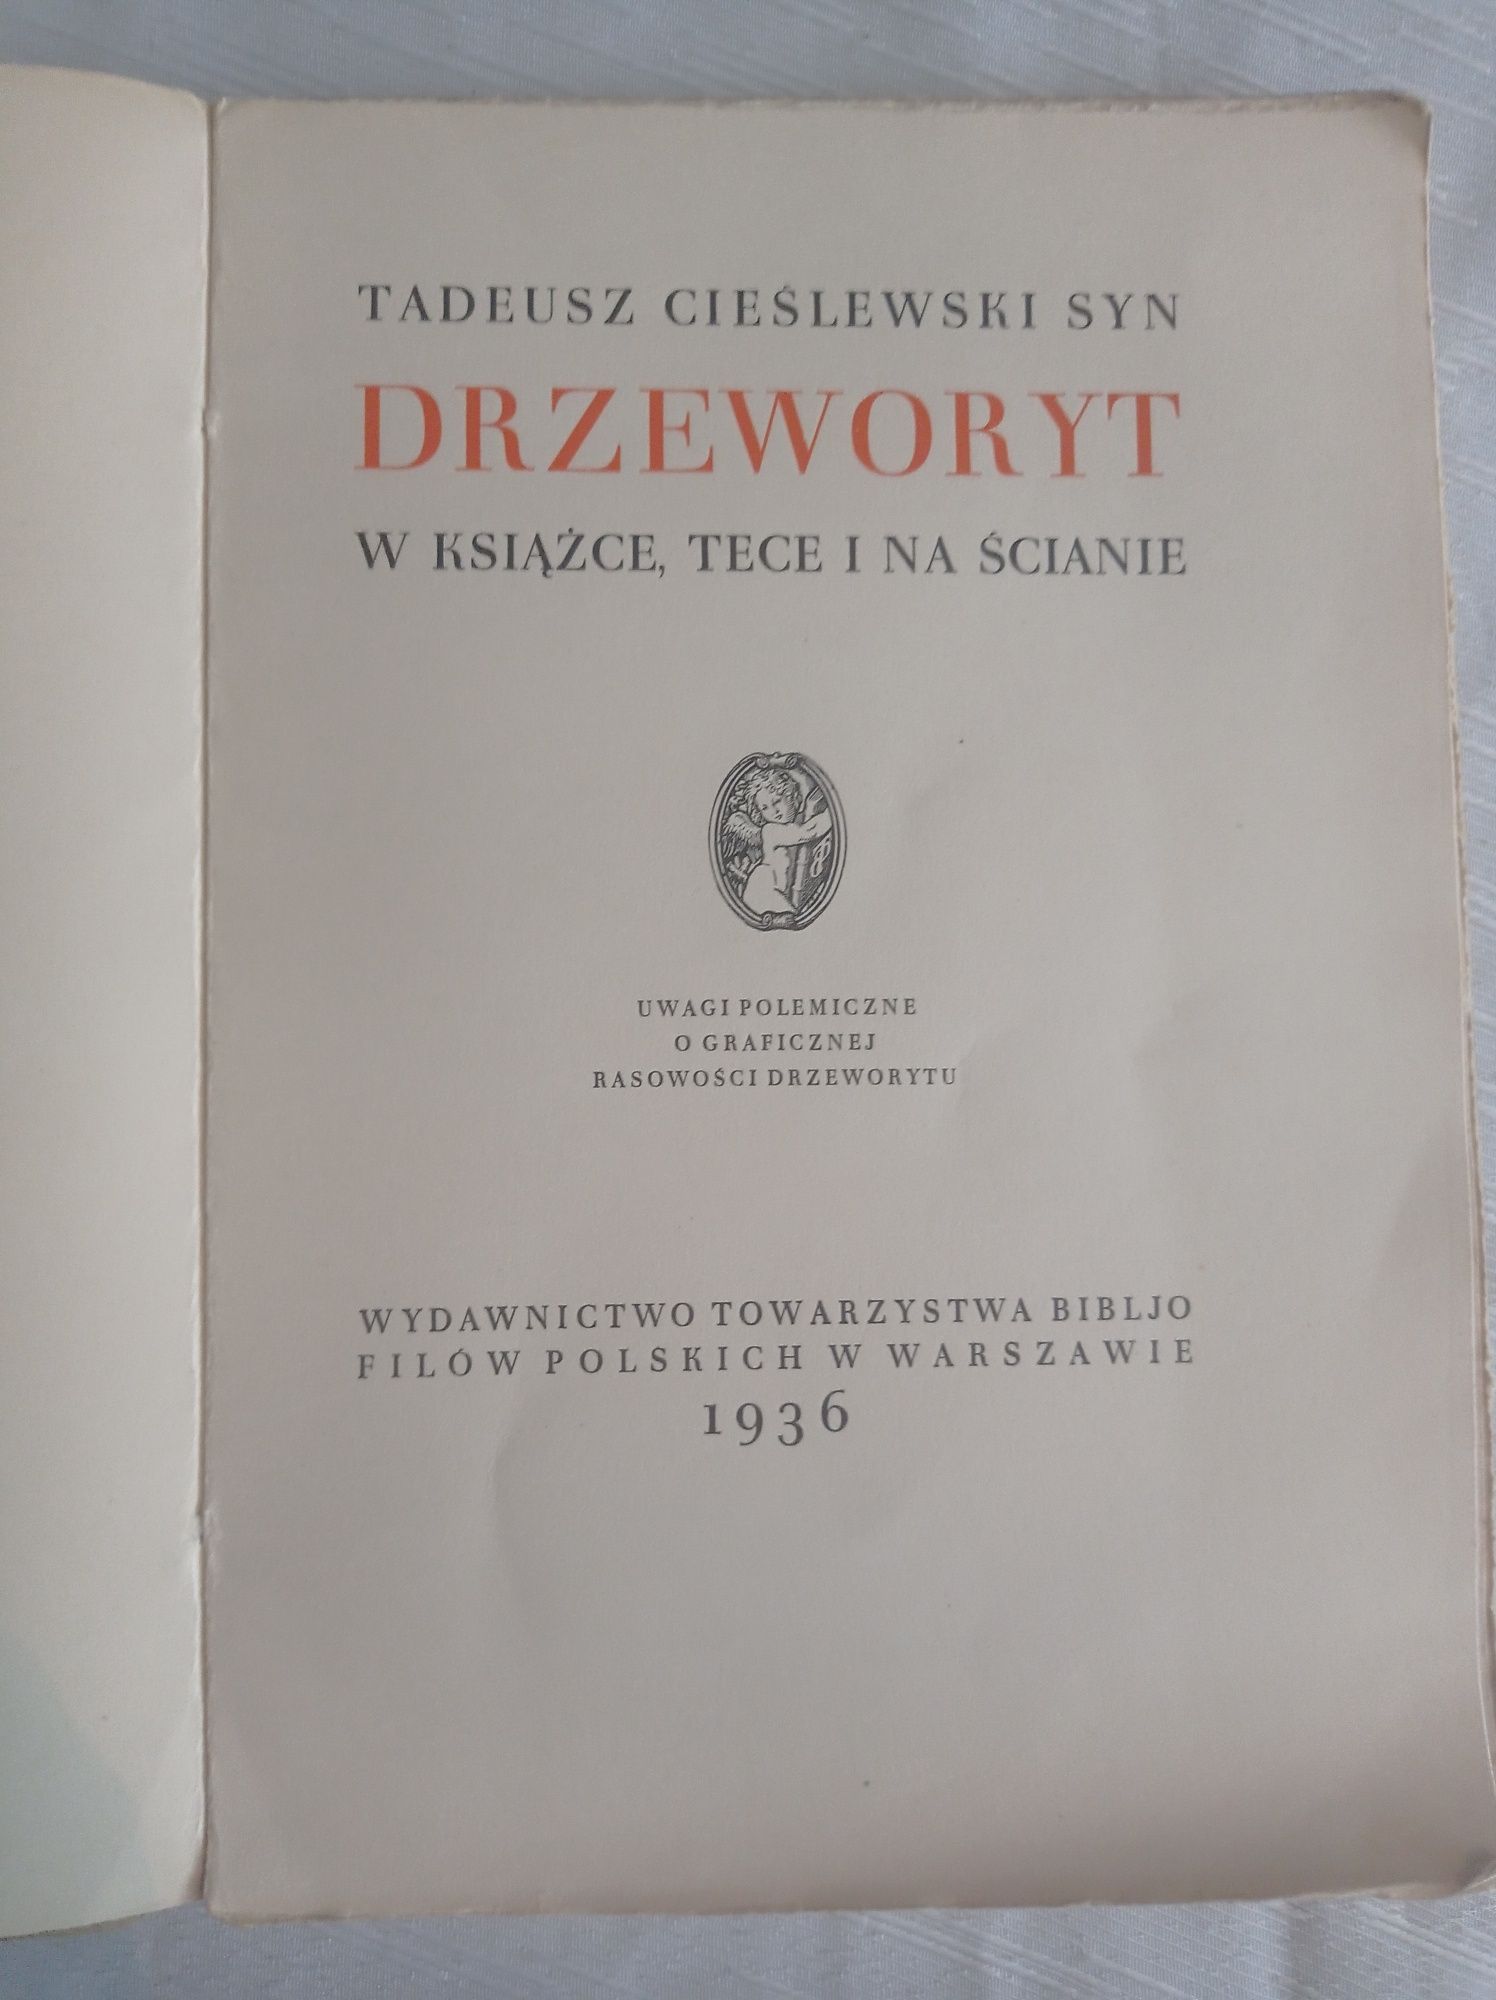 TADEUSZ CIEŚLEWSKI SYN
DRZEWORYT
W KSIĄŻCE, TECE I NA ŚCIANIE
UWAGI POLEMICZNE
O GRAFICZNEJ
RASOWOŚCI DRZEWORYTU
WYDAWNICTWO TOWARZYSTWA BIBLJO
FILÓW POLSKICH W WARSZAWIE
1936